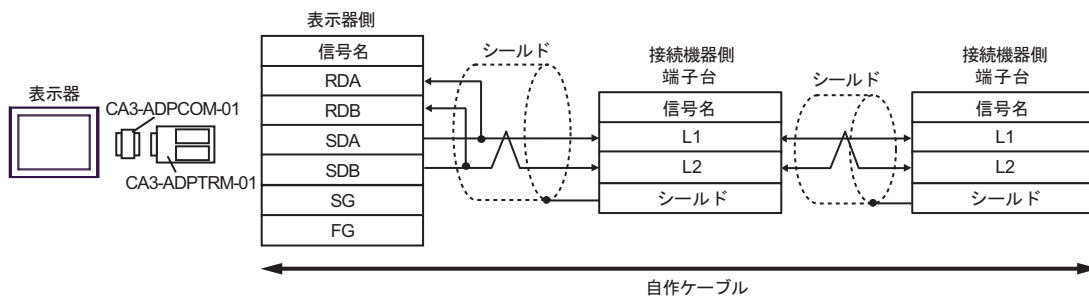 表示器
CA3-ADPCOM-01
CA3-ADPTRM-01
表示器側
信号名
RDA
RDB
SDA
SDB
SG
FG
シールド
接続機器側
端子台
信号名
L1
L2
シールド
シールド
接続機器側
端子台
信号名
L1
L2
シールド
自作ケーブル